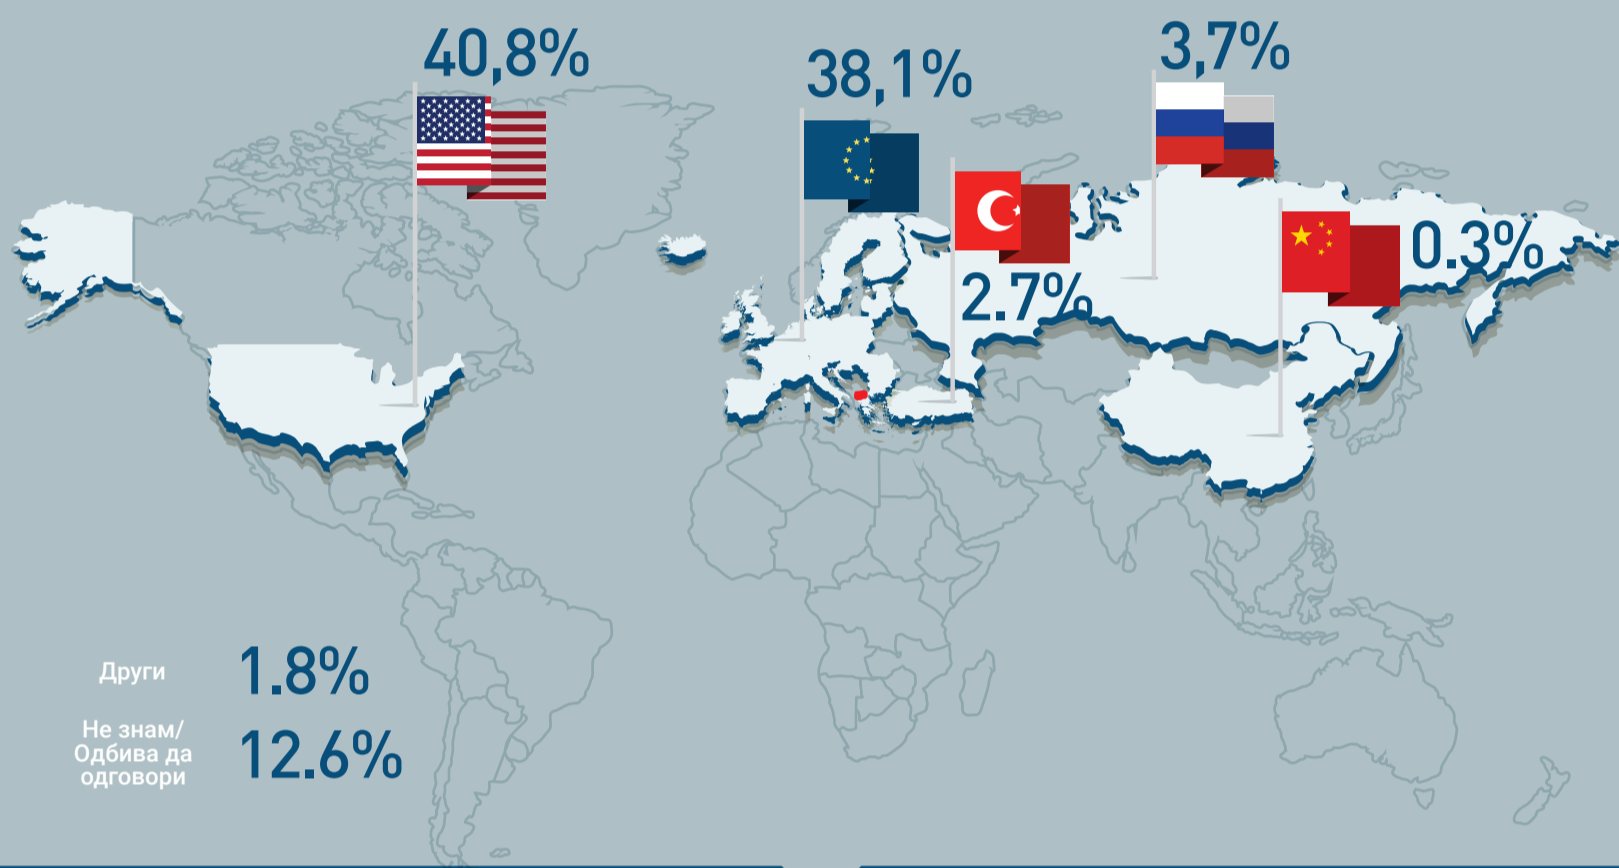 40,8%
38,1%
3,7%
0.3%
2.7%
Други
1.8%
Не знам/
Одбива да
одговори
12.6%